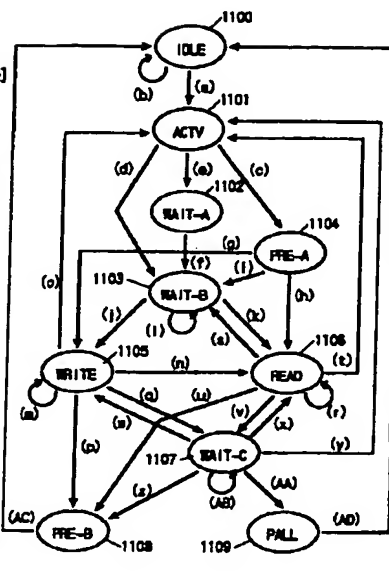 1100
IDLE
]
(b)
(a)
1101
ACTV
(d)
(e)
(c)
1102
WAIT-A
1104
(g)
PRE-A
(o)
1103
(f)
(i)
WAIT-B
(h)
(j)
(l)
(k)
(s)
1106
1105
WRITE
(n)
READ
(t)
(m)
(q)
(u)
(r)
(w)
(v)
(x)
(p)
1107
WAIT-C
(y)
(z)
(AB)
(AA)
(AC)
PRE-B
1108
1109
PALL
(AD)